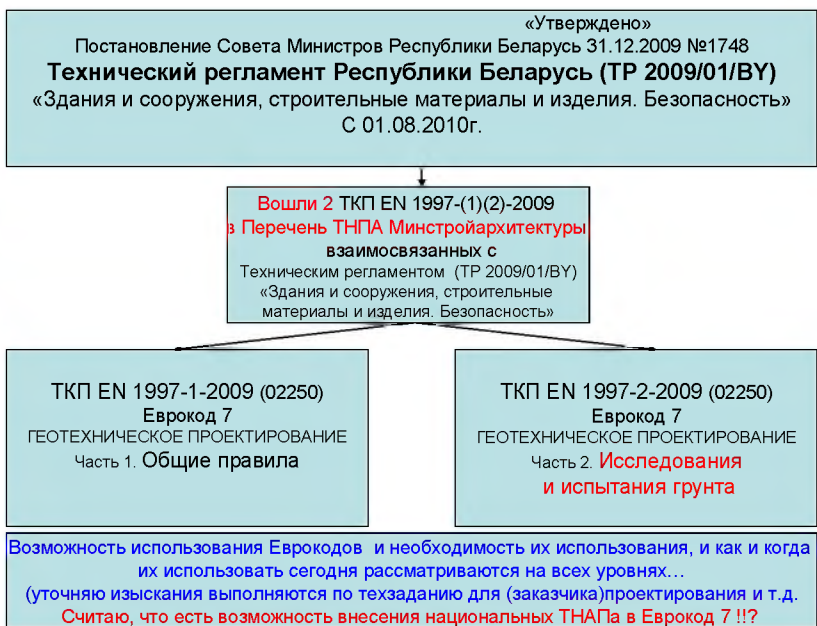 «Утверждено»
Постановление Совета Министров Республики Беларусь 31.12.2009 №1748
Технический регламент Республики Беларусь (ТР 2009/01/BY)
«Здания и сооружения, строительные материалы и изделия. Безопасность»
С 01.08.2010г.
Вошли 2 ТКП EN 1997-(1)(2)-2009
в Перечень ТНПА Минстройархитектуры
взаимосвязанных с
Техническим регламентом (ТР 2009/01/BY)
«Здания и сооружения, строительные
материалы и изделия. Безопасность»
ТКП EN 1997-1-2009 (02250)
Еврокод 7
ГЕОТЕХНИЧЕСКОЕ ПРОЕКТИРОВАНИЕ
Часть 1. Общие правила
ТКП EN 1997-2-2009 (02250)
Еврокод 7
ГЕОТЕХНИЧЕСКОЕ ПРОЕКТИРОВАНИЕ
Часть 2. Исследования
и испытания грунта
Возможность использования Еврокодов и необходимость их использования, и как и когда
их использовать сегодня рассматриваются на всех уровнях…
(уточняю изыскания выполняются по техзаданию для (заказчика)проектирования и т.д.
Считаю, что есть возможность внесения национальных ТНАПа в Еврокод 7 !!?